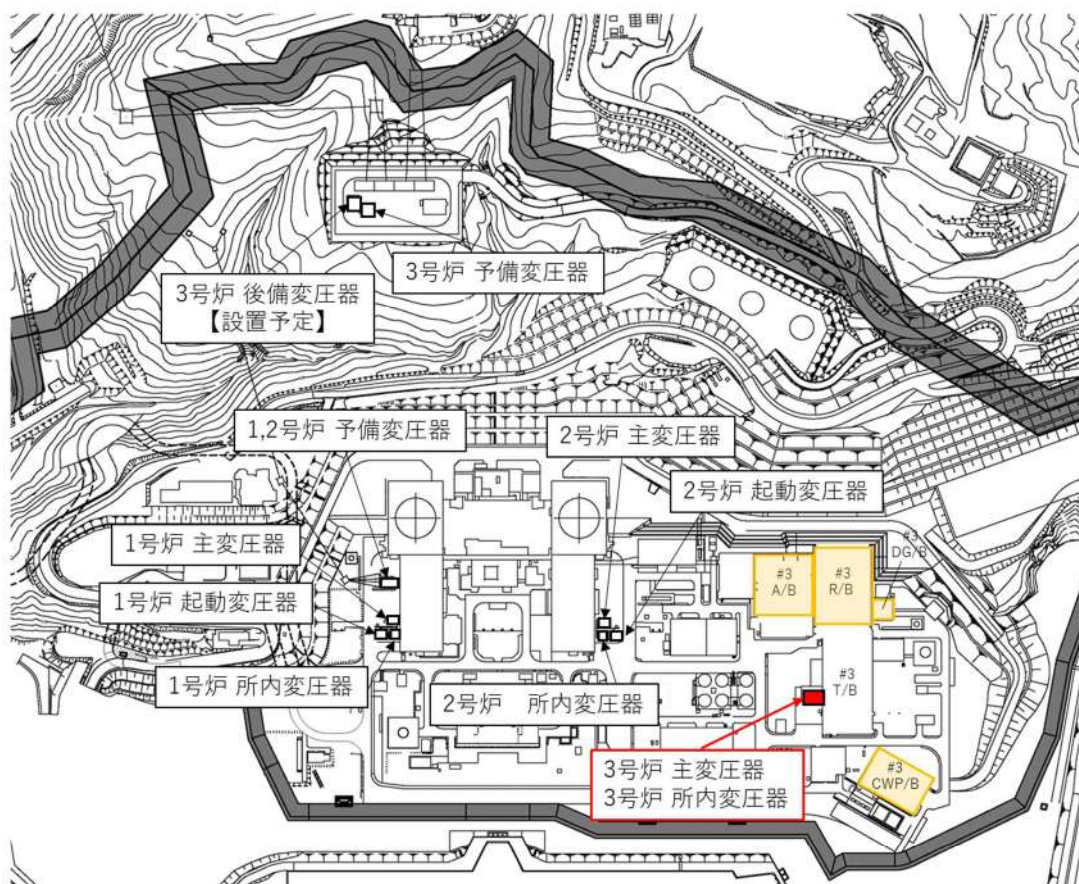 3号炉 予備変圧器
3号炉 後備変圧器
【設置予定】
1,2号炉 予備変圧器
2号炉 主変圧器
2号炉 起動変圧器
1号炉 主変圧器
#3
DG/B
#3
A/B
#3
R/B
1号炉 起動変圧器
1号炉 所内変圧器
2号炉　所内変圧器
#3
T/B
3号炉 主変圧器
3号炉 所内変圧器
#3
CWP/B